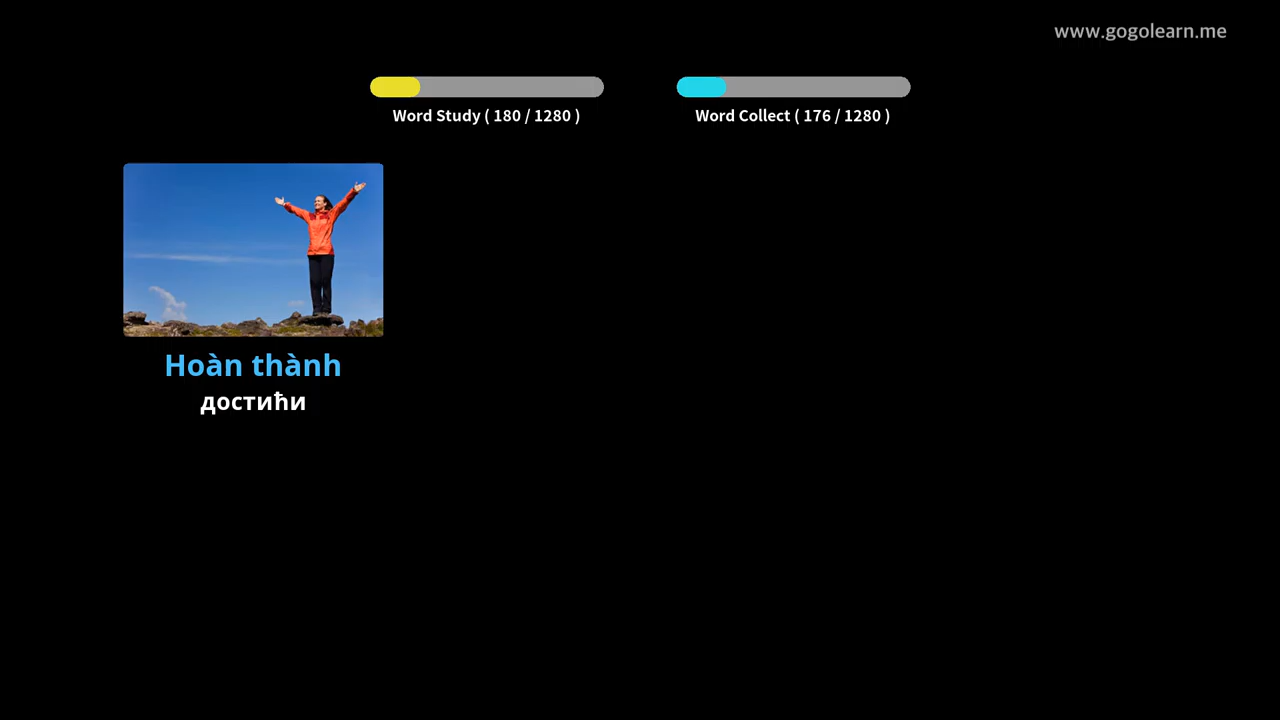 www.gogolearn.me
Word Study ( 180 / 1280 )
Word Collect ( 176 / 1280 )
Hoàn thành
достићи